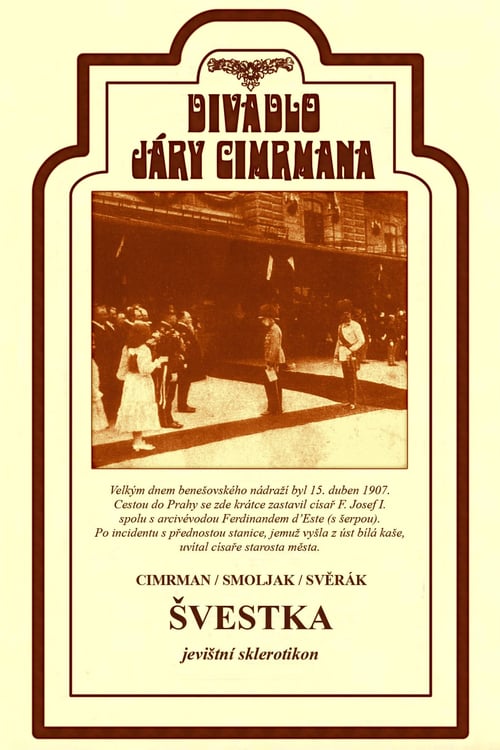 DIVADLO
JÁRY CIMRMANA
Velkým dnem benešovského nádraží byl 15. duben 1907.
Cestou do Prahy se zde krátce zastavil císař F. Josef I.
spolu s arcivévodou Ferdinandem d’Este (s šerpou).
Po incidentu s přednostou stanice, jemuž vyšla z úst bílá kaše,
uvítal císaře starosta města.
CIMRMAN / SMOLJAK / SVĚRÁK
ŠVESTKA
jevištní sklerotikon